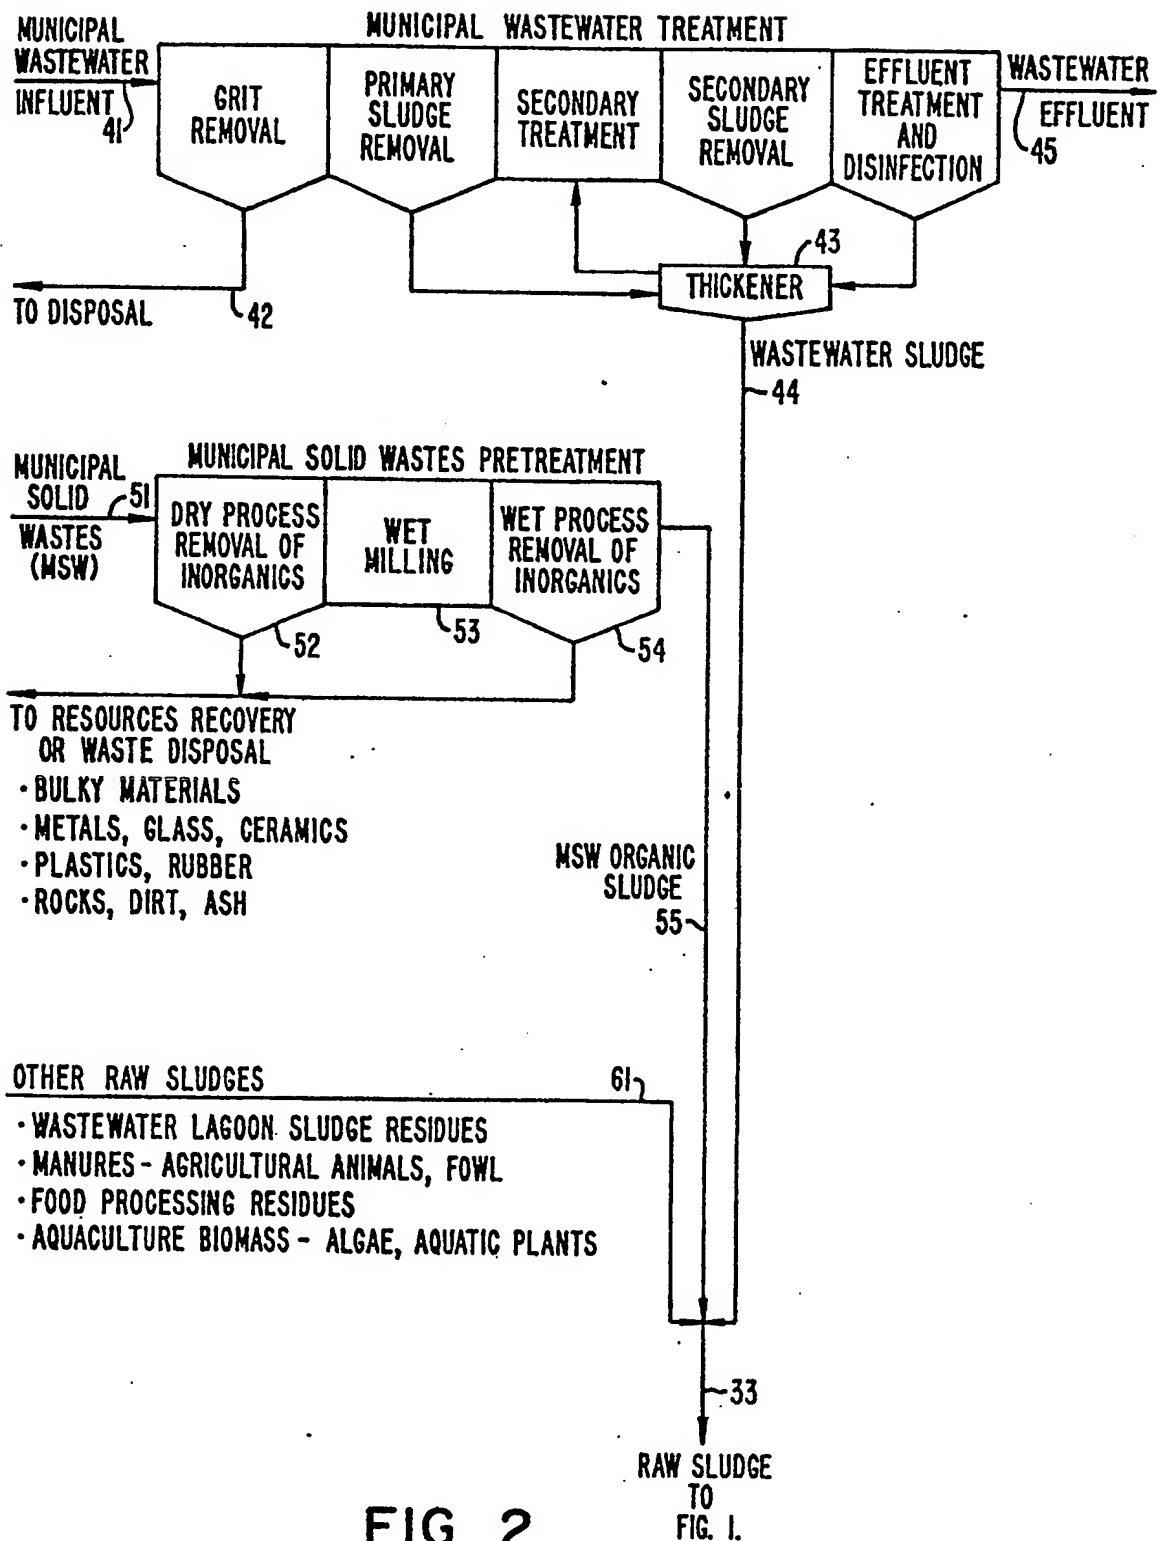 MUNICIPAL WASTEWATER TREATMENT
MUNICIPAL
WASTEWATER
INFLUENT
41
GRIT
REMOVAL
PRIMARY
SLUDGE
REMOVAL
SECONDARY
TREATMENT
SECONDARY
SLUDGE
REMOVAL
EFFLUENT
TREATMENT
AND
DISINFECTION
WASTEWATER
EFFLUENT
45
43
THICKENER
TO DISPOSAL
42
WASTEWATER SLUDGE
44
MUNICIPAL SOLID WASTES PRETREATMENT
MUNICIPAL
SOLID
51
WASTES
(MSW)
DRY PROCESS
REMOVAL OF
INORGANICS
WET
MILLING
WET PROCESS
REMOVAL OF
INORGANICS
52
53
54
TO RESOURCES RECOVERY
OR WASTE DISPOSAL
• BULKY MATERIALS
• METALS, GLASS, CERAMICS
• PLASTICS, RUBBER
• ROCKS, DIRT, ASH
MSW ORGANIC
SLUDGE
55
OTHER RAW SLUDGES
61
• WASTEWATER LAGOON SLUDGE RESIDUES
• MANURES - AGRICULTURAL ANIMALS, FOWL
• FOOD PROCESSING RESIDUES
• AQUACULTURE BIOMASS - ALGAE, AQUATIC PLANTS
33
RAW SLUDGE
TO
FIG. 1.
FIG. 2